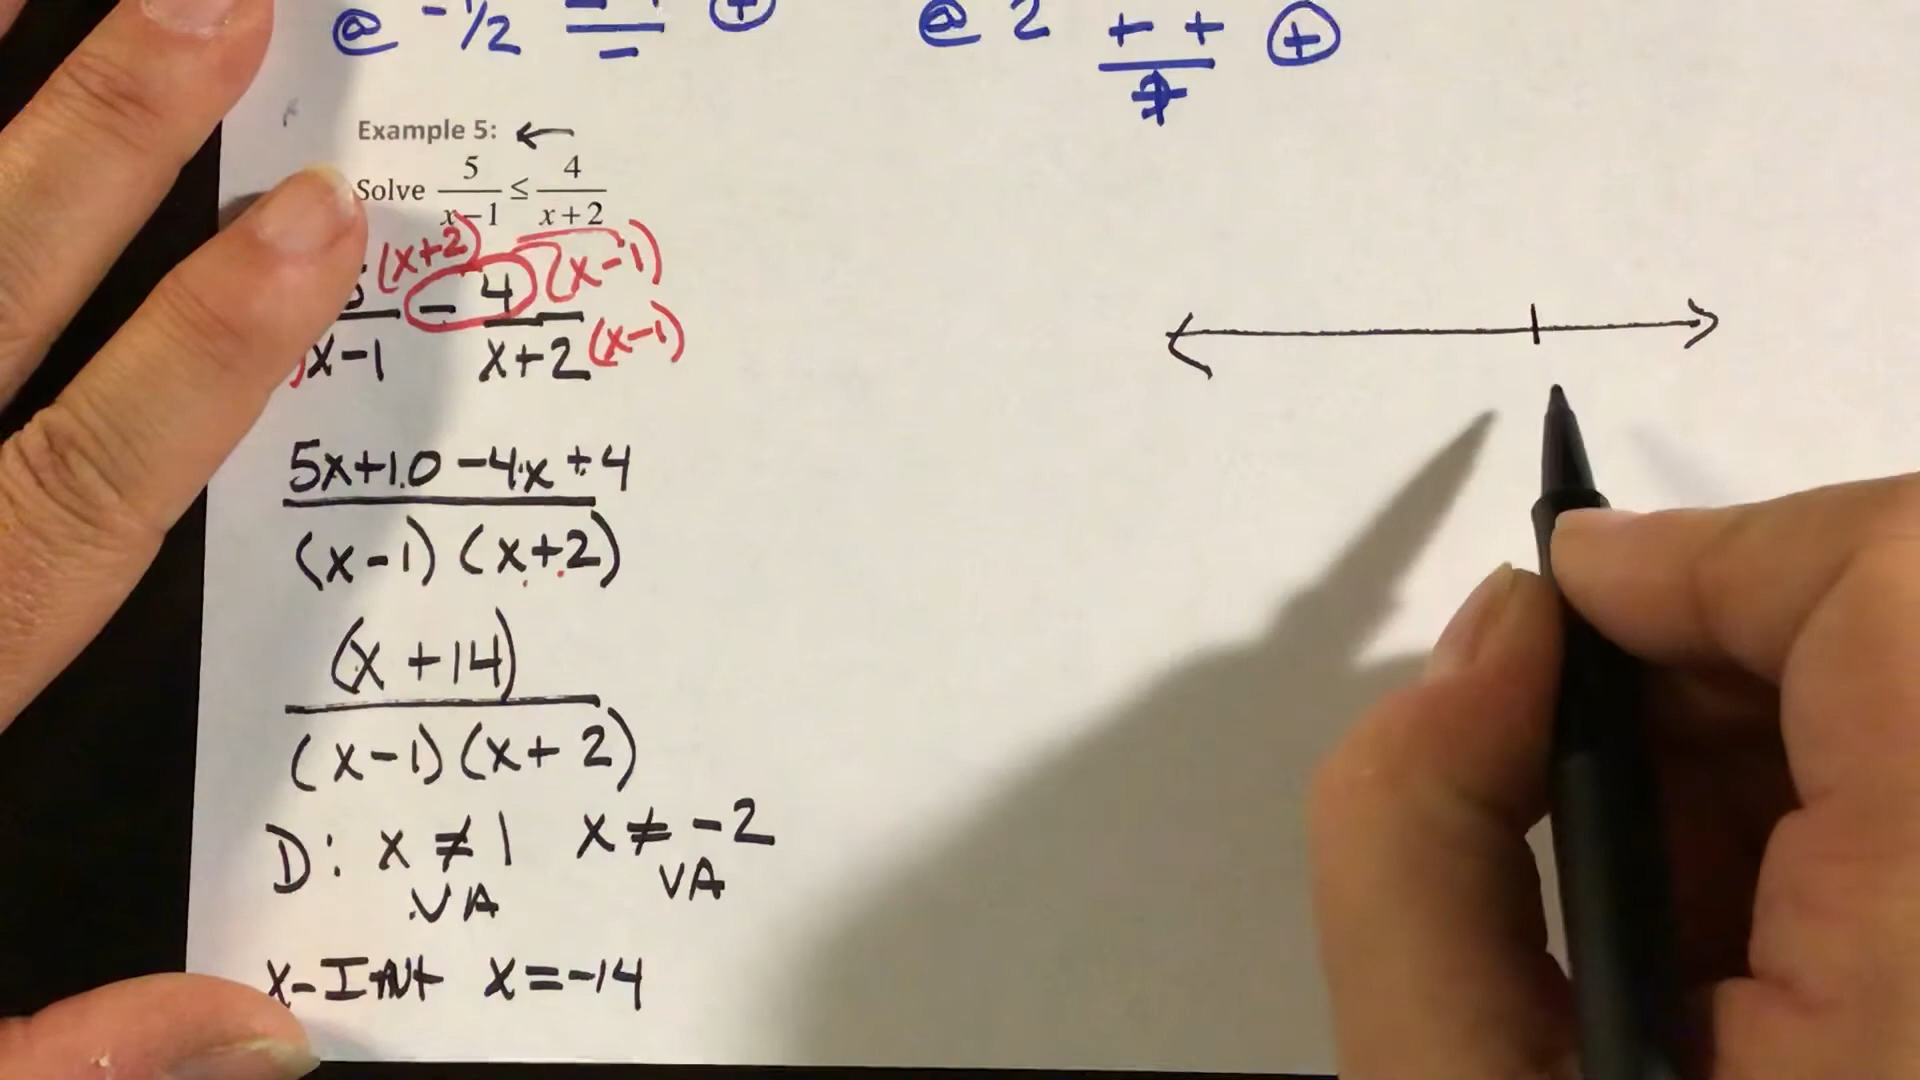 @ -1/2 ⊕ @ 2 + + ⊕
+
Example 5: ←
Solve 5/(x-1) ≤ 4/(x+2)
(x+2) - 4 (x-1)
x-1 x+2 (x-1)
5x+10 -4x +4
(x-1) (x+2)
(x +14)
(x-1) (x+2)
D: x ≠ 1 x ≠ -2
VA VA
x-Int x = -14